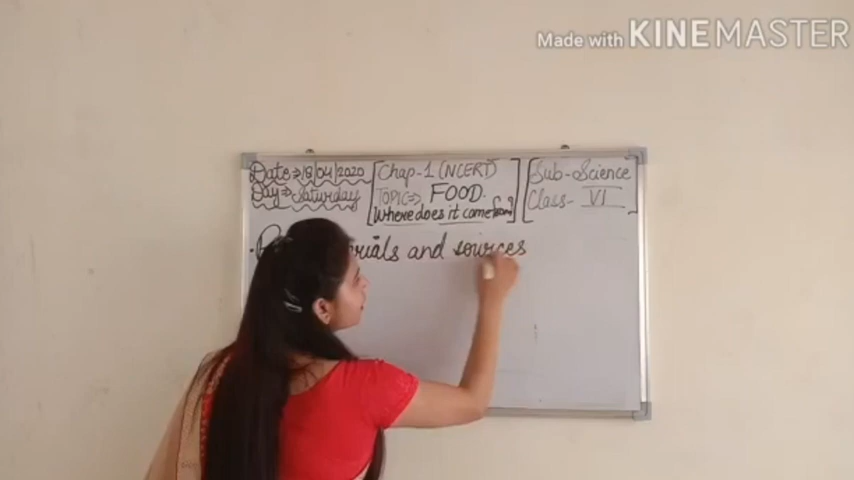 Made with KINEMASTER
Date⇒18/04/2020
Day⇒Saturday
Chap-1 (NCERT)
TOPIC⇒ FOOD.
Where does it come from?
Sub-Science
Class- VI
and sources